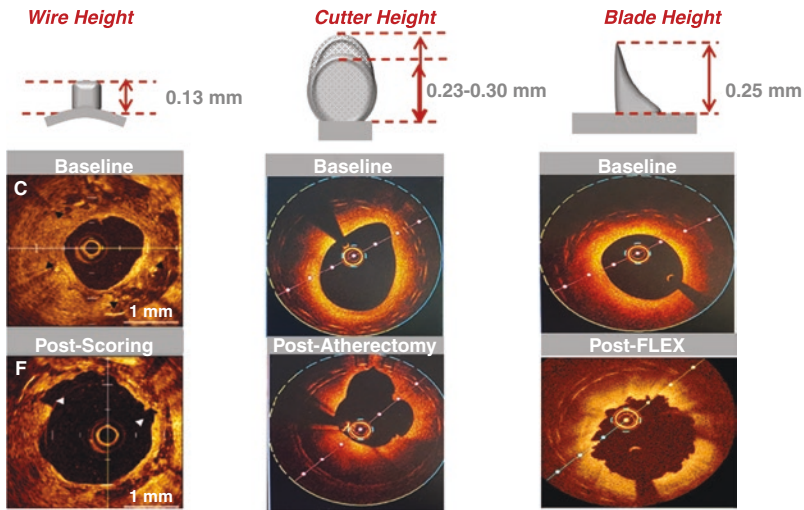 Wire Height
Cutter Height
Blade Height
0.13 mm
0.23-0.30 mm
0.25 mm
Baseline
Baseline
Baseline
C
1 mm
Post-Scoring
Post-Atherectomy
Post-FLEX
F
1 mm